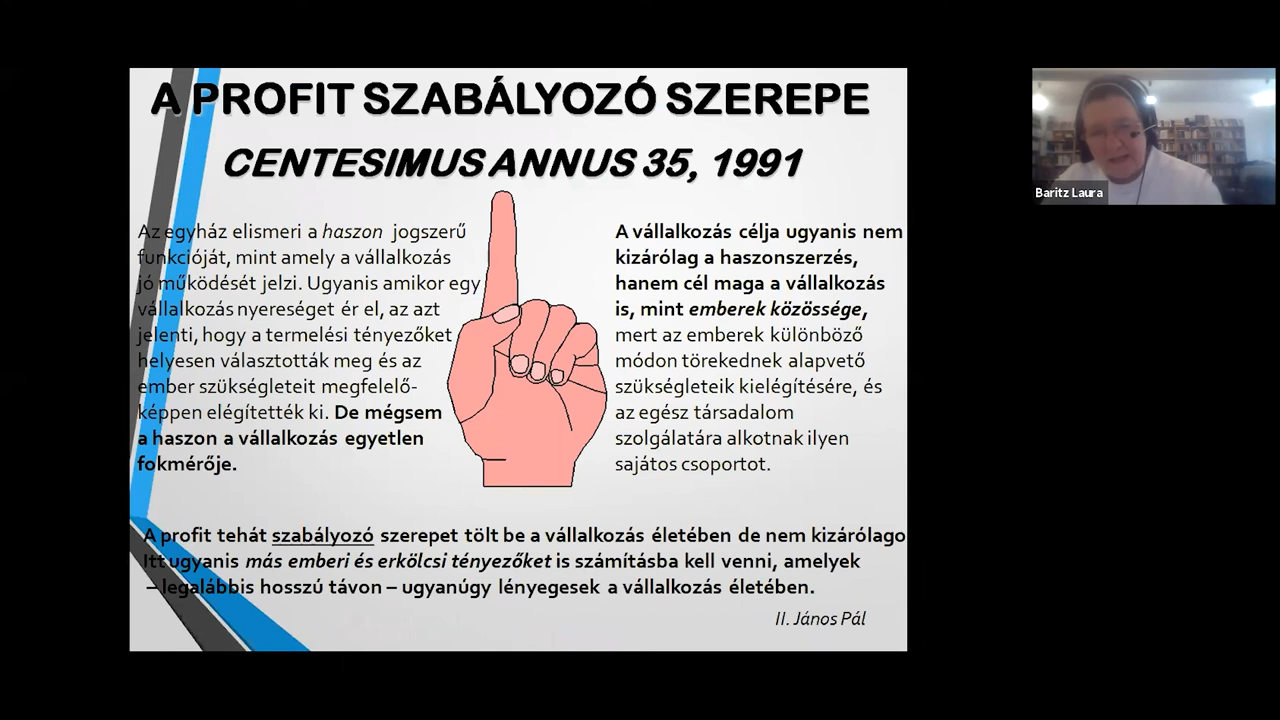 A PROFIT SZABÁLYOZÓ SZEREPE
CENTESIMUS ANNUS 35, 1991
Az egyház elismeri a haszon jogszerű
funkcióját, mint amely a vállalkozás
jó működését jelzi. Ugyanis amikor egy
vállalkozás nyereséget ér el, az azt
jelenti, hogy a termelési tényezőket
helyesen választották meg és az
ember szükségleteit megfelelő-
képpen elégítették ki. De mégsem
a haszon a vállalkozás egyetlen
fokmérője.
A vállalkozás célja ugyanis nem
kizárólag a haszonszerzés,
hanem cél maga a vállalkozás
is, mint emberek közössége,
mert az emberek különböző
módon törekednek alapvető
szükségleteik kielégítésére, és
az egész társadalom
szolgálatára alkotnak ilyen
sajátos csoportot.
A profit tehát szabályozó szerepet tölt be a vállalkozás életében de nem kizárólago
Itt ugyanis más emberi és erkölcsi tényezőket is számításba kell venni, amelyek
– legalábbis hosszú távon – ugyanúgy lényegesek a vállalkozás életében.
II. János Pál
Baritz Laura